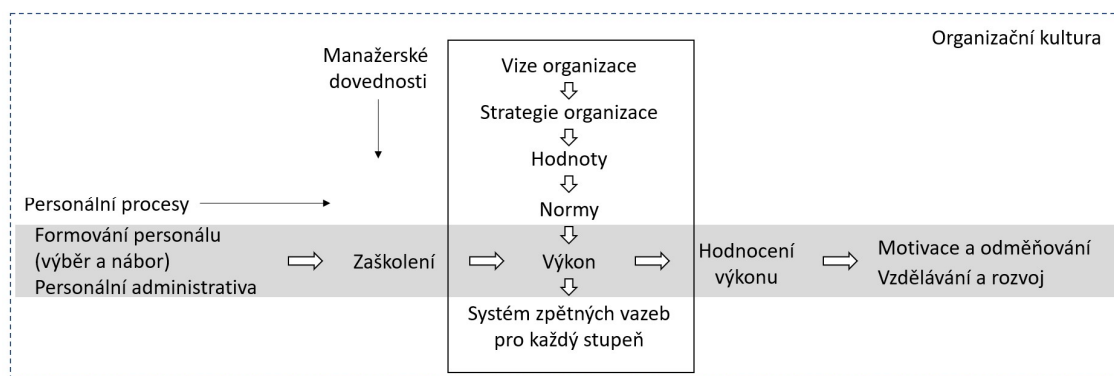 Organizační kultura
Manažerské
dovednosti
Vize organizace
Strategie organizace
Hodnoty
Normy
Personální procesy
Formování personálu
(výběr a nábor)
Personální administrativa
Zaškolení
Výkon
Hodnocení
výkonu
Motivace a odměňování
Vzdělávání a rozvoj
Systém zpětných vazeb
pro každý stupeň